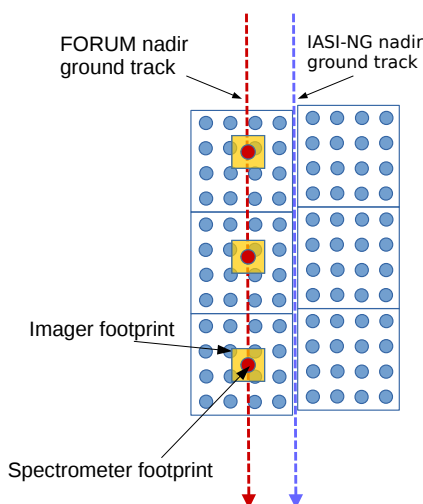 FORUM nadir
ground track
IASI-NG nadir
ground track
Imager footprint
Spectrometer footprint